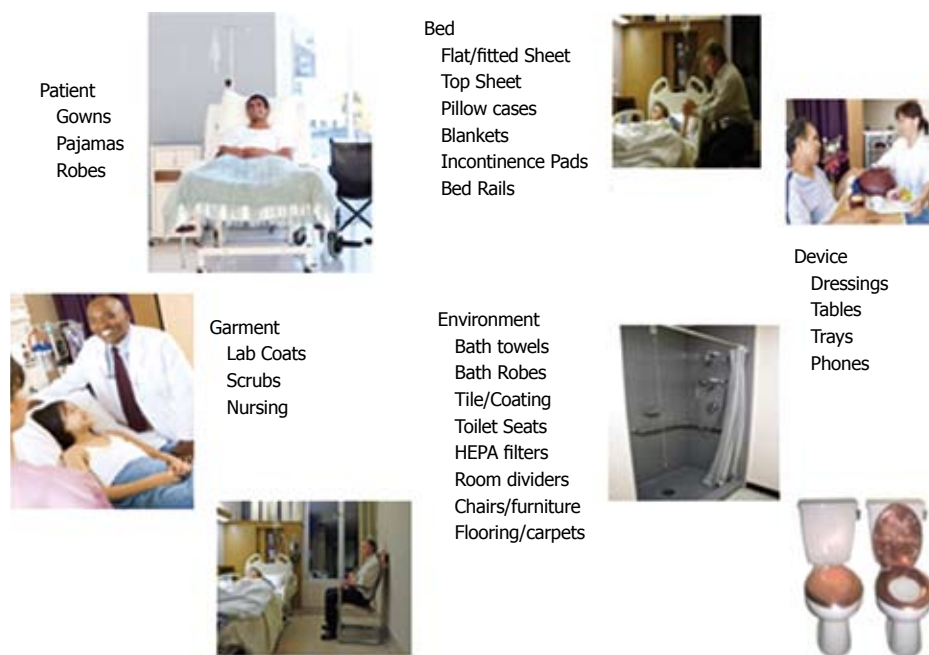 Patient
Gowns
Pajamas
Robes
Bed
Flat/fitted Sheet
Top Sheet
Pillow cases
Blankets
Incontinence Pads
Bed Rails
Device
Dressings
Tables
Trays
Phones
Garment
Lab Coats
Scrubs
Nursing
Environment
Bath towels
Bath Robes
Tile/Coating
Toilet Seats
HEPA filters
Room dividers
Chairs/furniture
Flooring/carpets